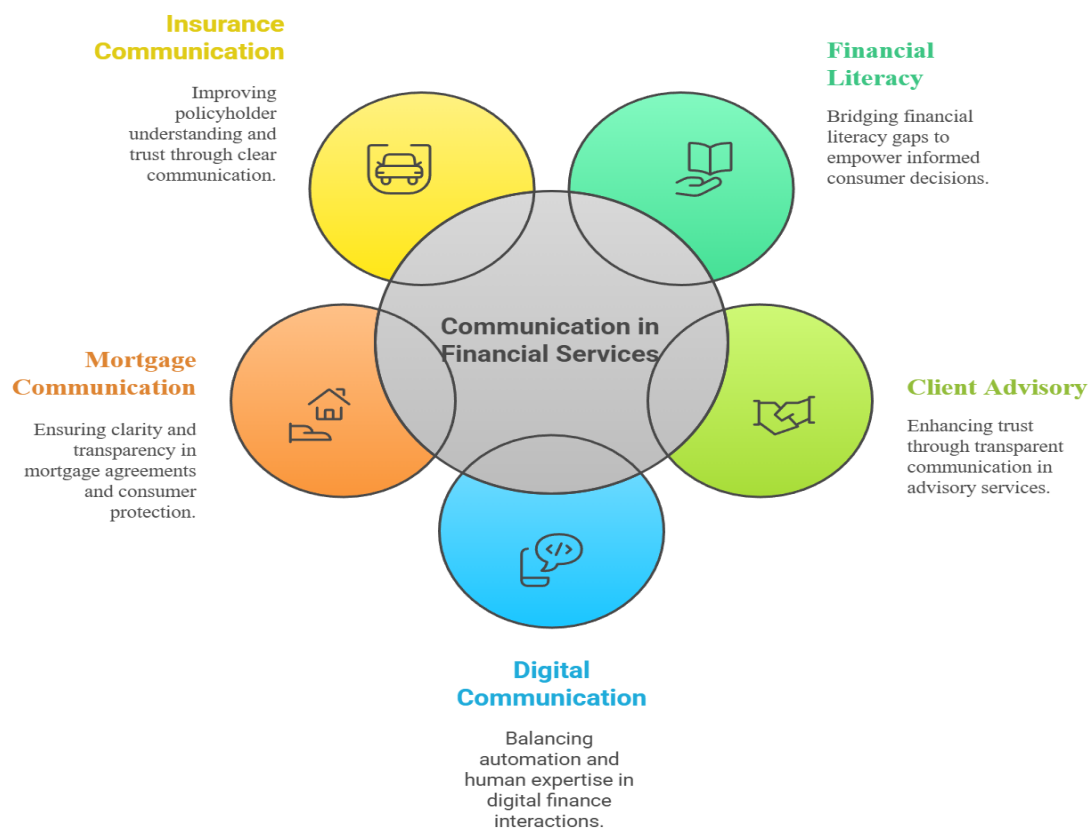 Insurance
Communication
Improving
policyholder
understanding and
trust through clear
communication.
Financial
Literacy
Bridging financial
literacy gaps to
empower informed
consumer decisions.
Communication in
Financial Services
Mortgage
Communication
Ensuring clarity and
transparency in
mortgage agreements
and consumer
protection.
Client Advisory
Enhancing trust
through transparent
communication in
advisory services.
</>
Digital
Communication
Balancing
automation and
human expertise in
digital finance
interactions.